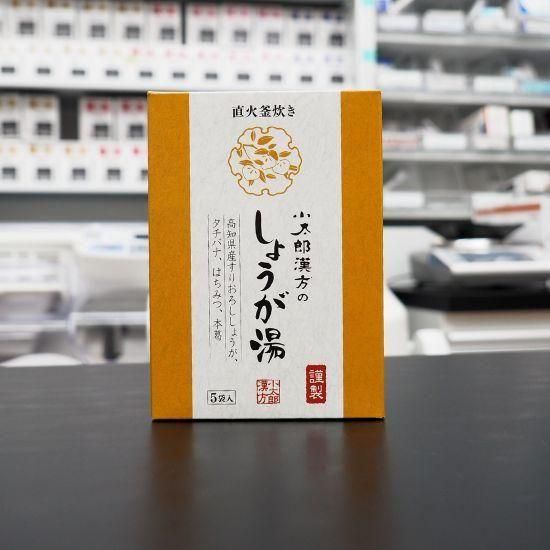 直火釜炊き
小太郎漢方の
しょうが湯
高知県産すりおろししょうが、
タチバナ、はちみつ、本葛
5袋入
小太郎
漢方
謹製